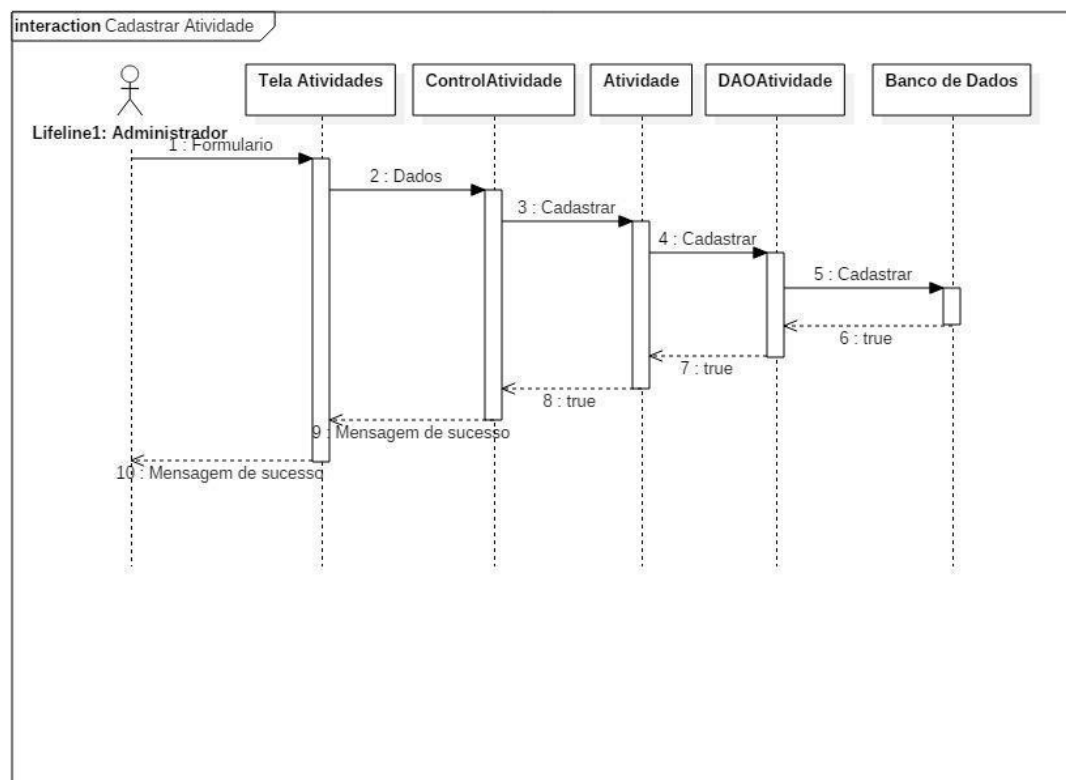 interaction Cadastrar Atividade
Tela Atividades
ControlAtividade
Atividade
DAOAtividade
Banco de Dados
Lifeline1: Administrador
1 : Formulario
2 : Dados
3 : Cadastrar
4 : Cadastrar
5 : Cadastrar
6 : true
7 : true
8 : true
9 : Mensagem de sucesso
10 : Mensagem de sucesso